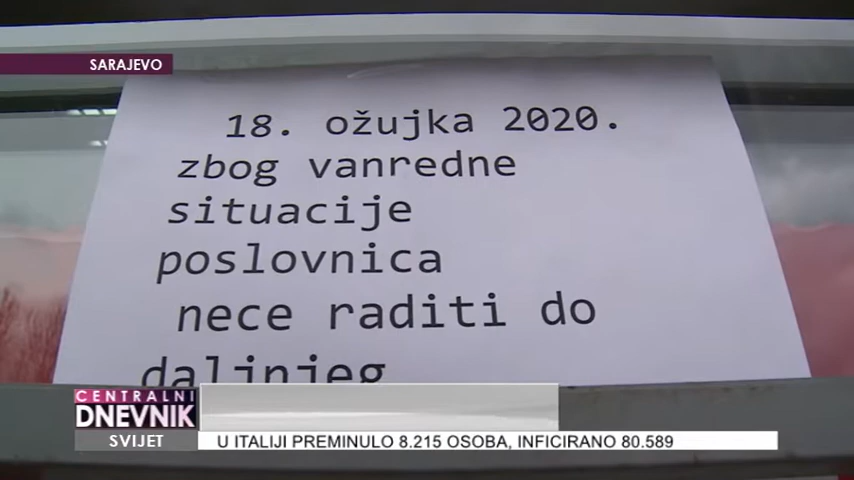 SARAJEVO
18. ožujka 2020.
zbog vanredne
situacije
poslovnica
nece raditi do
daljnjeg
CENTRALNI
DNEVNIK
SVIJET
U ITALIJI PREMINULO 8.215 OSOBA, INFICIRANO 80.589